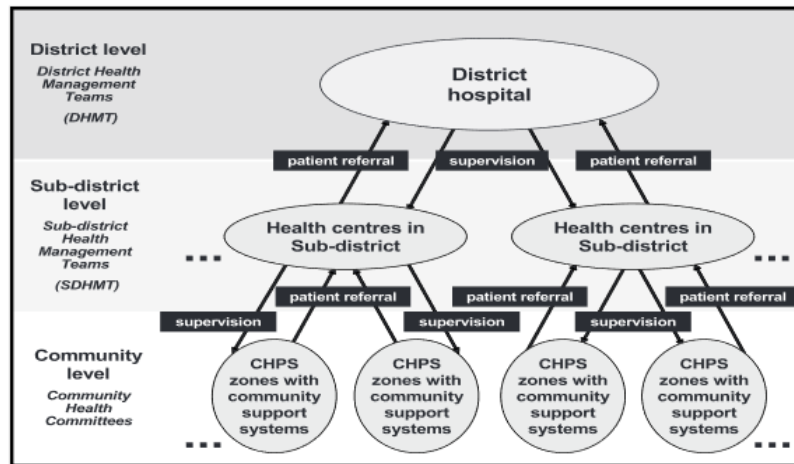 District level
District Health
Management
Teams
(DHMT)
District
hospital
patient referral
supervision
patient referral
Sub-district
level
Sub-district
Health
Management
Teams
(SDHMT)
...
Health centres in
Sub-district
Health centres in
Sub-district
...
supervision
patient referral
supervision
patient referral
supervision
patient referral
Community
level
Community
Health
Committees
...
CHPS
zones with
community
support
systems
CHPS
zones with
community
support
systems
CHPS
zones with
community
support
systems
CHPS
zones with
community
support
systems
...